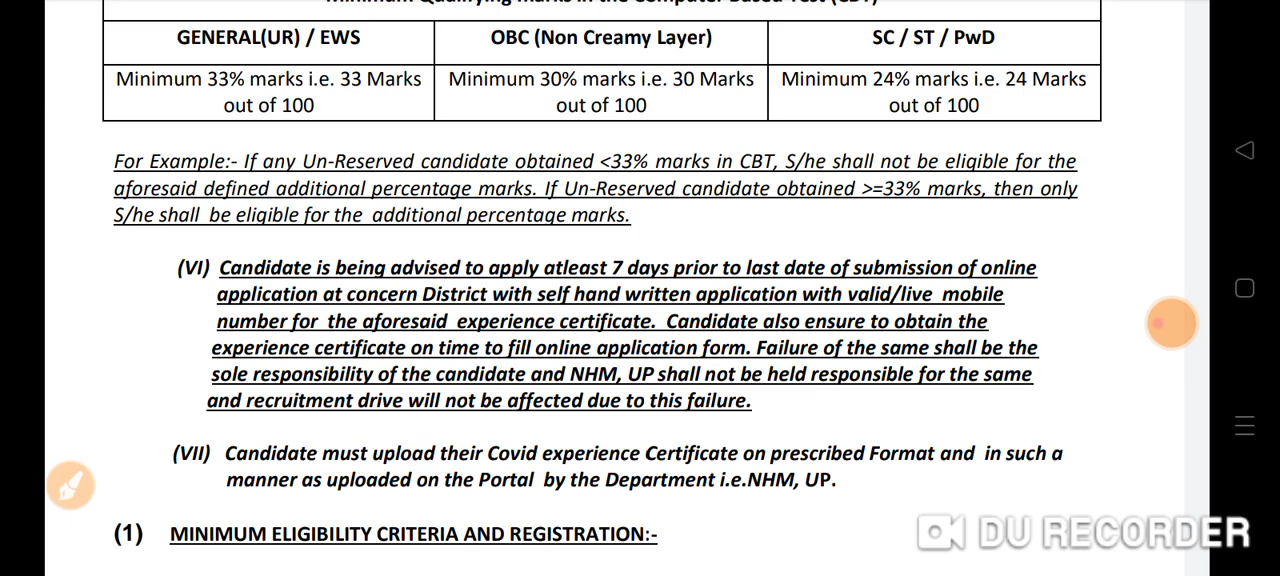 Minimum Qualifying marks in the Computer Based Test (CBT)
GENERAL(UR) / EWS
OBC (Non Creamy Layer)
SC / ST / PwD
Minimum 33% marks i.e. 33 Marks
out of 100
Minimum 30% marks i.e. 30 Marks
out of 100
Minimum 24% marks i.e. 24 Marks
out of 100
For Example:- If any Un-Reserved candidate obtained <33% marks in CBT, S/he shall not be eligible for the
aforesaid defined additional percentage marks. If Un-Reserved candidate obtained >=33% marks, then only
S/he shall be eligible for the additional percentage marks.
(VI) Candidate is being advised to apply atleast 7 days prior to last date of submission of online
application at concern District with self hand written application with valid/live mobile
number for the aforesaid experience certificate. Candidate also ensure to obtain the
experience certificate on time to fill online application form. Failure of the same shall be the
sole responsibility of the candidate and NHM, UP shall not be held responsible for the same
and recruitment drive will not be affected due to this failure.
(VII) Candidate must upload their Covid experience Certificate on prescribed Format and in such a
manner as uploaded on the Portal by the Department i.e.NHM, UP.
(1) MINIMUM ELIGIBILITY CRITERIA AND REGISTRATION:-
DU RECORDER